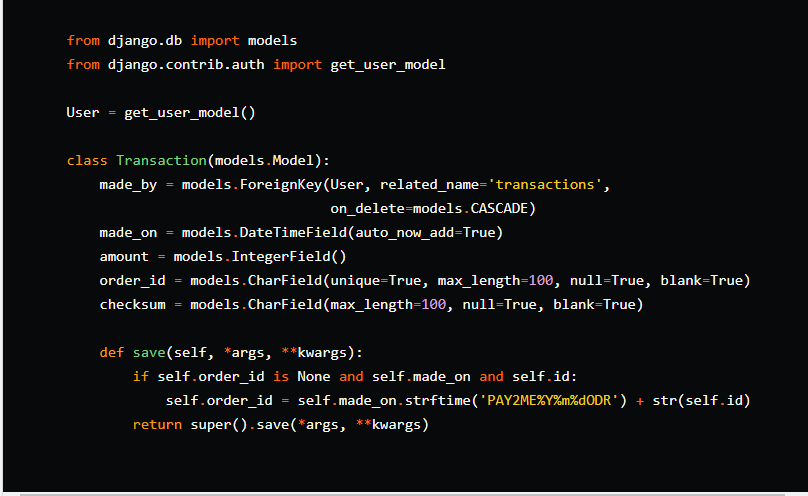 from django.db import models
from django.contrib.auth import get_user_model

User = get_user_model()

class Transaction(models.Model):
    made_by = models.ForeignKey(User, related_name='transactions',
                                on_delete=models.CASCADE)
    made_on = models.DateTimeField(auto_now_add=True)
    amount = models.IntegerField()
    order_id = models.CharField(unique=True, max_length=100, null=True, blank=True)
    checksum = models.CharField(max_length=100, null=True, blank=True)

    def save(self, *args, **kwargs):
        if self.order_id is None and self.made_on and self.id:
            self.order_id = self.made_on.strftime('PAY2ME%Y%m%dODR') + str(self.id)
        return super().save(*args, **kwargs)